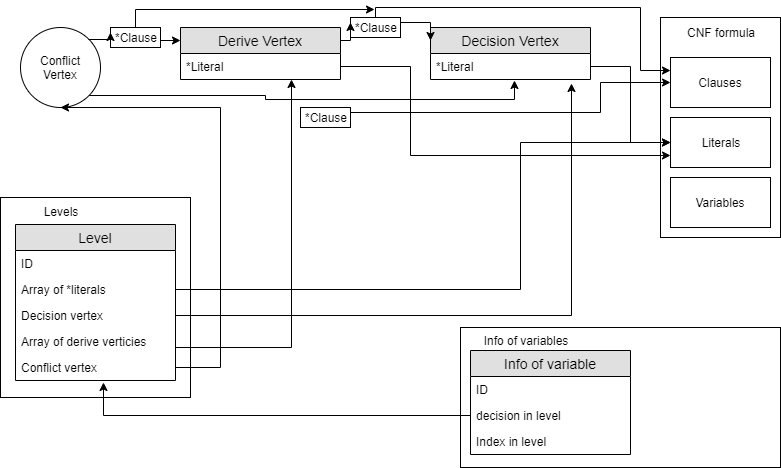 Conflict
Vertex
*Clause
Derive Vertex
*Literal
*Clause
Decision Vertex
*Literal
*Clause
CNF formula
Clauses
Literals
Variables
Levels
Level
ID
Array of *literals
Decision vertex
Array of derive verticies
Conflict vertex
Info of variables
Info of variable
ID
decision in level
Index in level